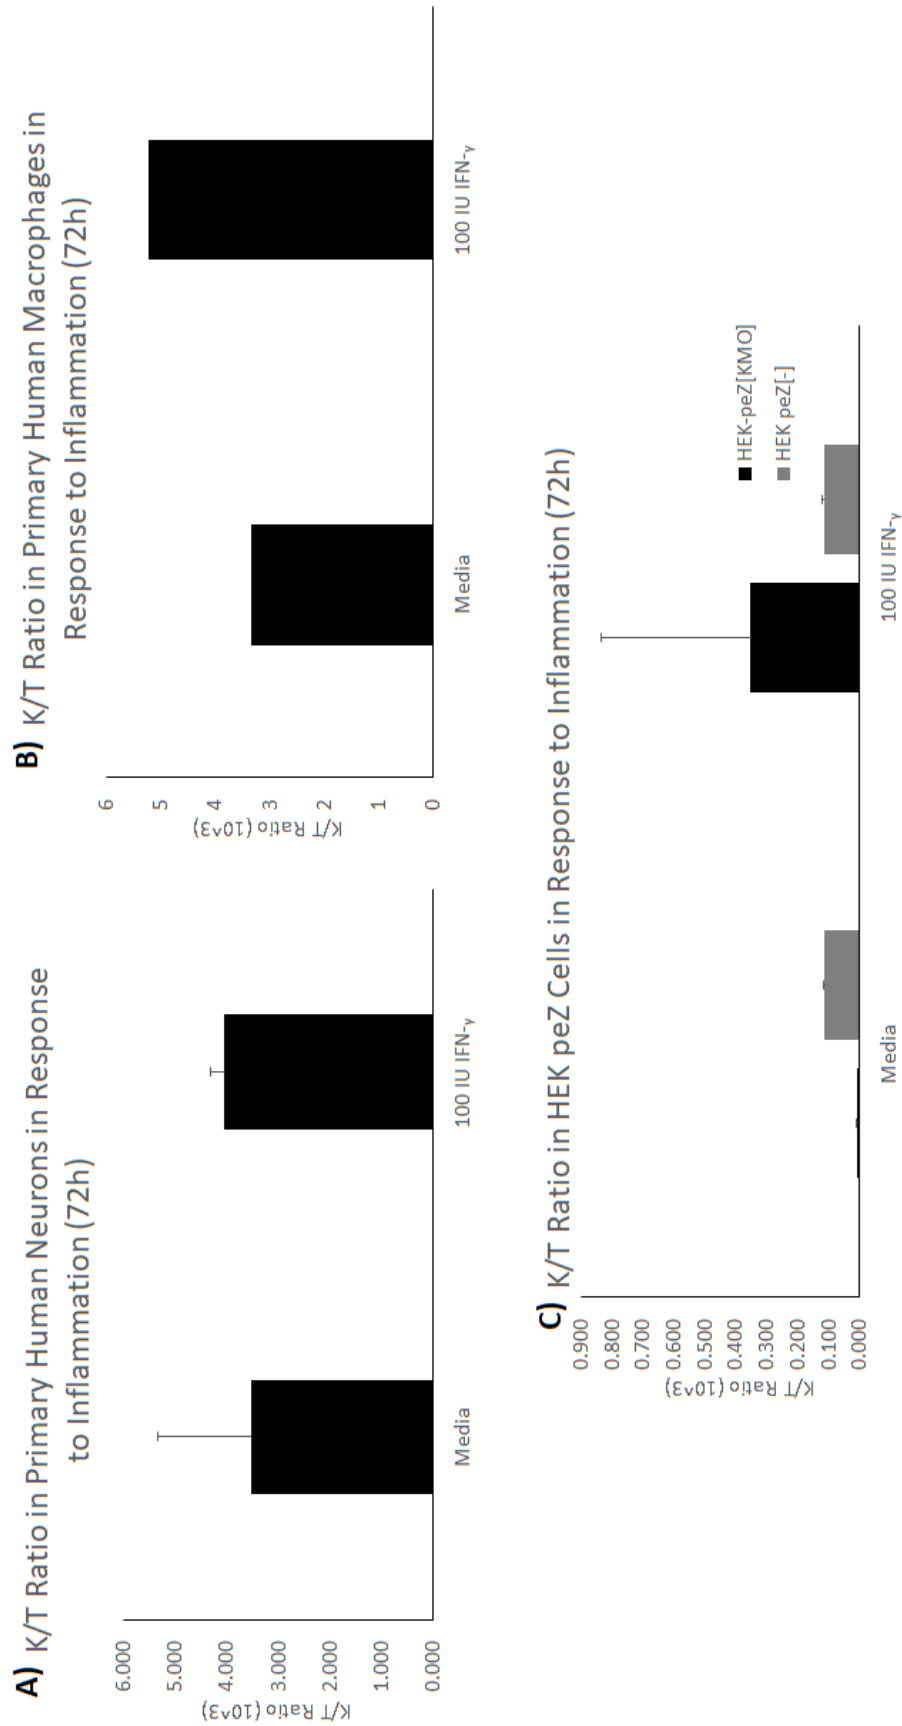 A) K/T Ratio in Primary Human Neurons in Response
to Inflammation (72h)
6.000
5.000
4.000
3.000
2.000
1.000
0.000
K/T Ratio (10^3)
Media
100 IU IFN-γ
B) K/T Ratio in Primary Human Macrophages in
Response to Inflammation (72h)
6
5
4
3
2
1
0
K/T Ratio (10^3)
Media
100 IU IFN-γ
C) K/T Ratio in HEK peZ Cells in Response to Inflammation (72h)
0.900
0.800
0.700
0.600
0.500
0.400
0.300
0.200
0.100
0.000
K/T Ratio (10^3)
Media
100 IU IFN-γ
HEK-peZ[KMO]
HEK peZ[-]